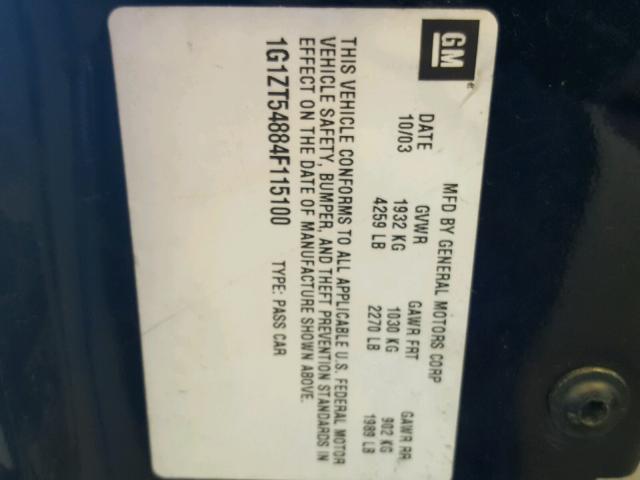 GM ®
MFD BY GENERAL MOTORS CORP
DATE GVWR GAWR FRT GAWR RR
10/03 1932 KG 1030 KG 902 KG
4259 LB 2270 LB 1989 LB
THIS VEHICLE CONFORMS TO ALL APPLICABLE U.S. FEDERAL MOTOR
VEHICLE SAFETY, BUMPER, AND THEFT PREVENTION STANDARDS IN
EFFECT ON THE DATE OF MANUFACTURE SHOWN ABOVE.
1G1ZT54884F115100 TYPE: PASS CAR